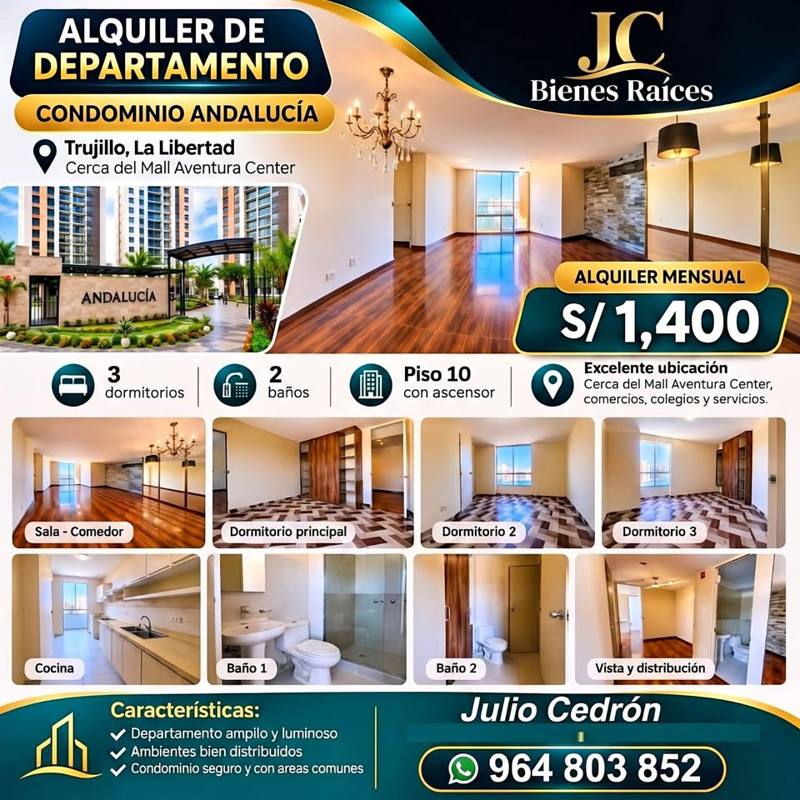 ALQUILER DE
DEPARTAMENTO
CONDOMINIO ANDALUCÍA
Trujillo, La Libertad
Cerca del Mall Aventura Center
JC
Bienes Raíces
ANDALUCÍA
ALQUILER MENSUAL
S/ 1,400
3
dormitorios
2
baños
Piso 10
con ascensor
Excelente ubicación
Cerca del Mall Aventura Center,
comercios, colegios y servicios.
Sala - Comedor
Dormitorio principal
Dormitorio 2
Dormitorio 3
Cocina
Baño 1
Baño 2
Vista y distribución
Características:
Departamento ampilo y luminoso
Ambientes bien distribuidos
Condominio seguro y con areas comunes
Julio Cedrón
964 803 852